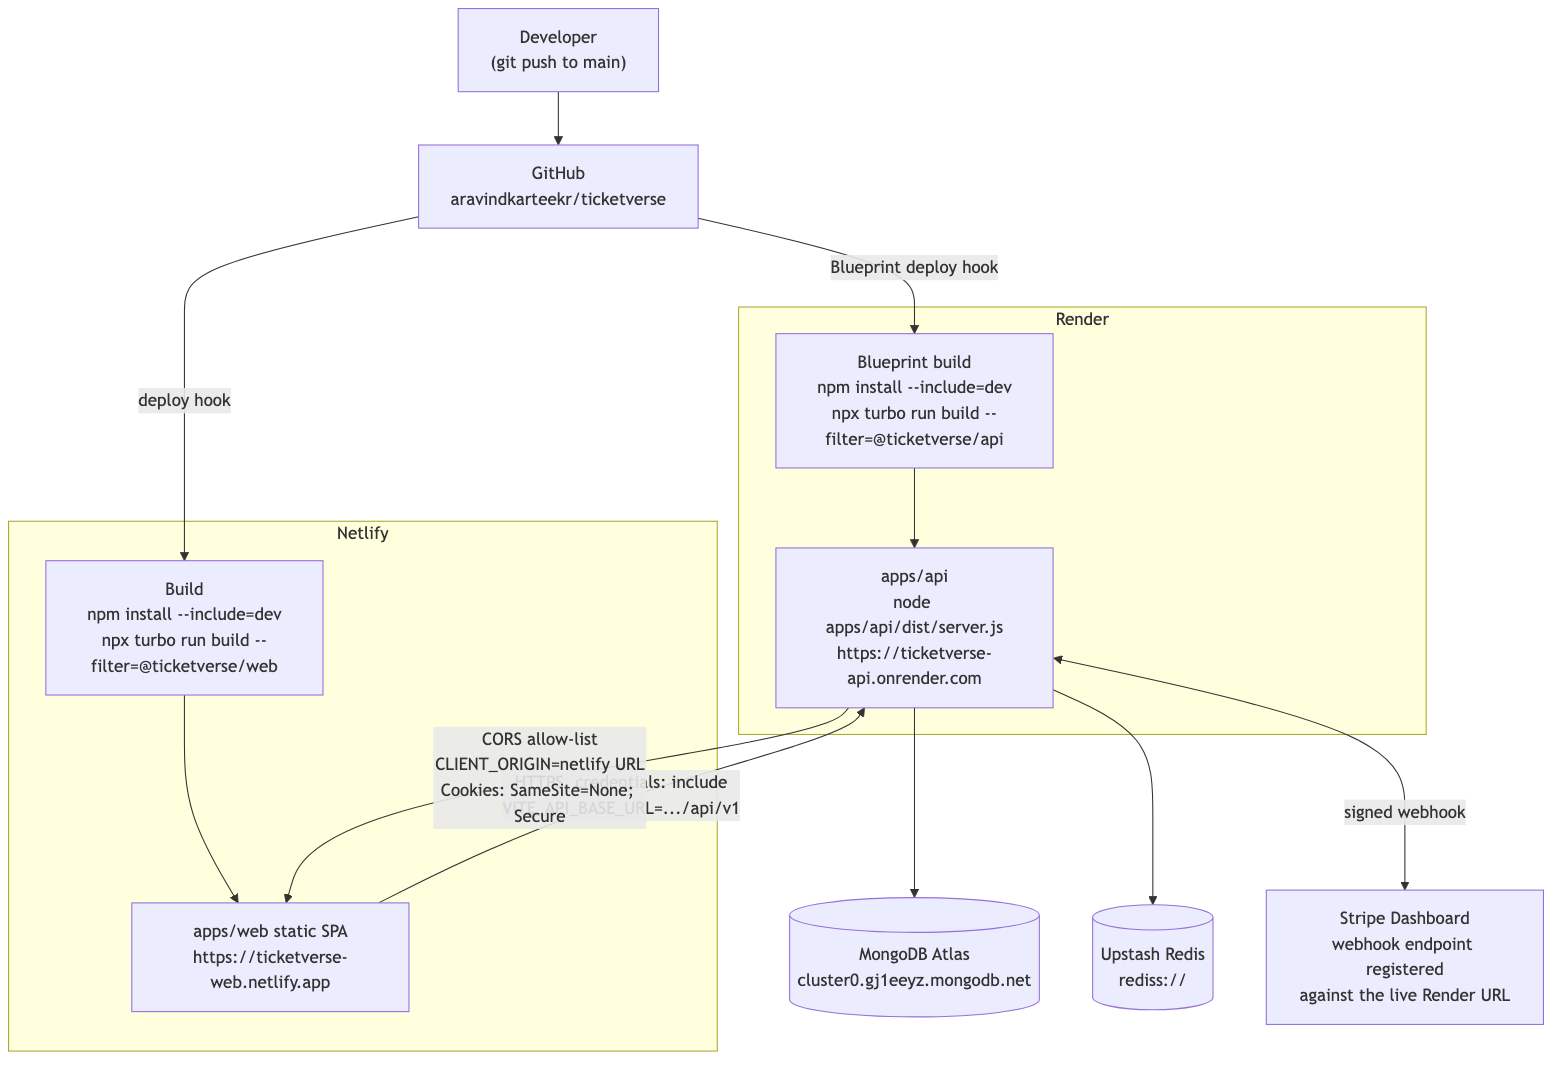 Developer
(git push to main)
GitHub
aravindkarteekr/ticketverse
Blueprint deploy hook
deploy hook
Render
Blueprint build
npm install --include=dev
npx turbo run build --
filter=@ticketverse/api
Netlify
Build
npm install --include=dev
npx turbo run build --
filter=@ticketverse/web
apps/api
node
apps/api/dist/server.js
https://ticketverse-
api.onrender.com
CORS allow-list
CLIENT_ORIGIN=netlify URL
Cookies: SameSite=None;
Secure
HTTPS, credentials: include
VITE_API_BASE_URL=.../api/v1
signed webhook
apps/web static SPA
https://ticketverse-
web.netlify.app
MongoDB Atlas
cluster0.gj1eeyz.mongodb.net
Upstash Redis
rediss://
Stripe Dashboard
webhook endpoint
registered
against the live Render URL